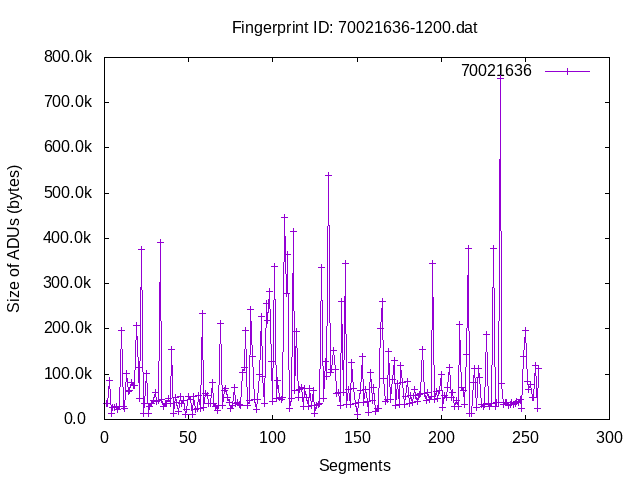 Fingerprint ID: 70021636-1200.dat
70021636
Size of ADUs (bytes)
800.0k
700.0k
600.0k
500.0k
400.0k
300.0k
200.0k
100.0k
0.0
0 50 100 150 200 250 300
Segments